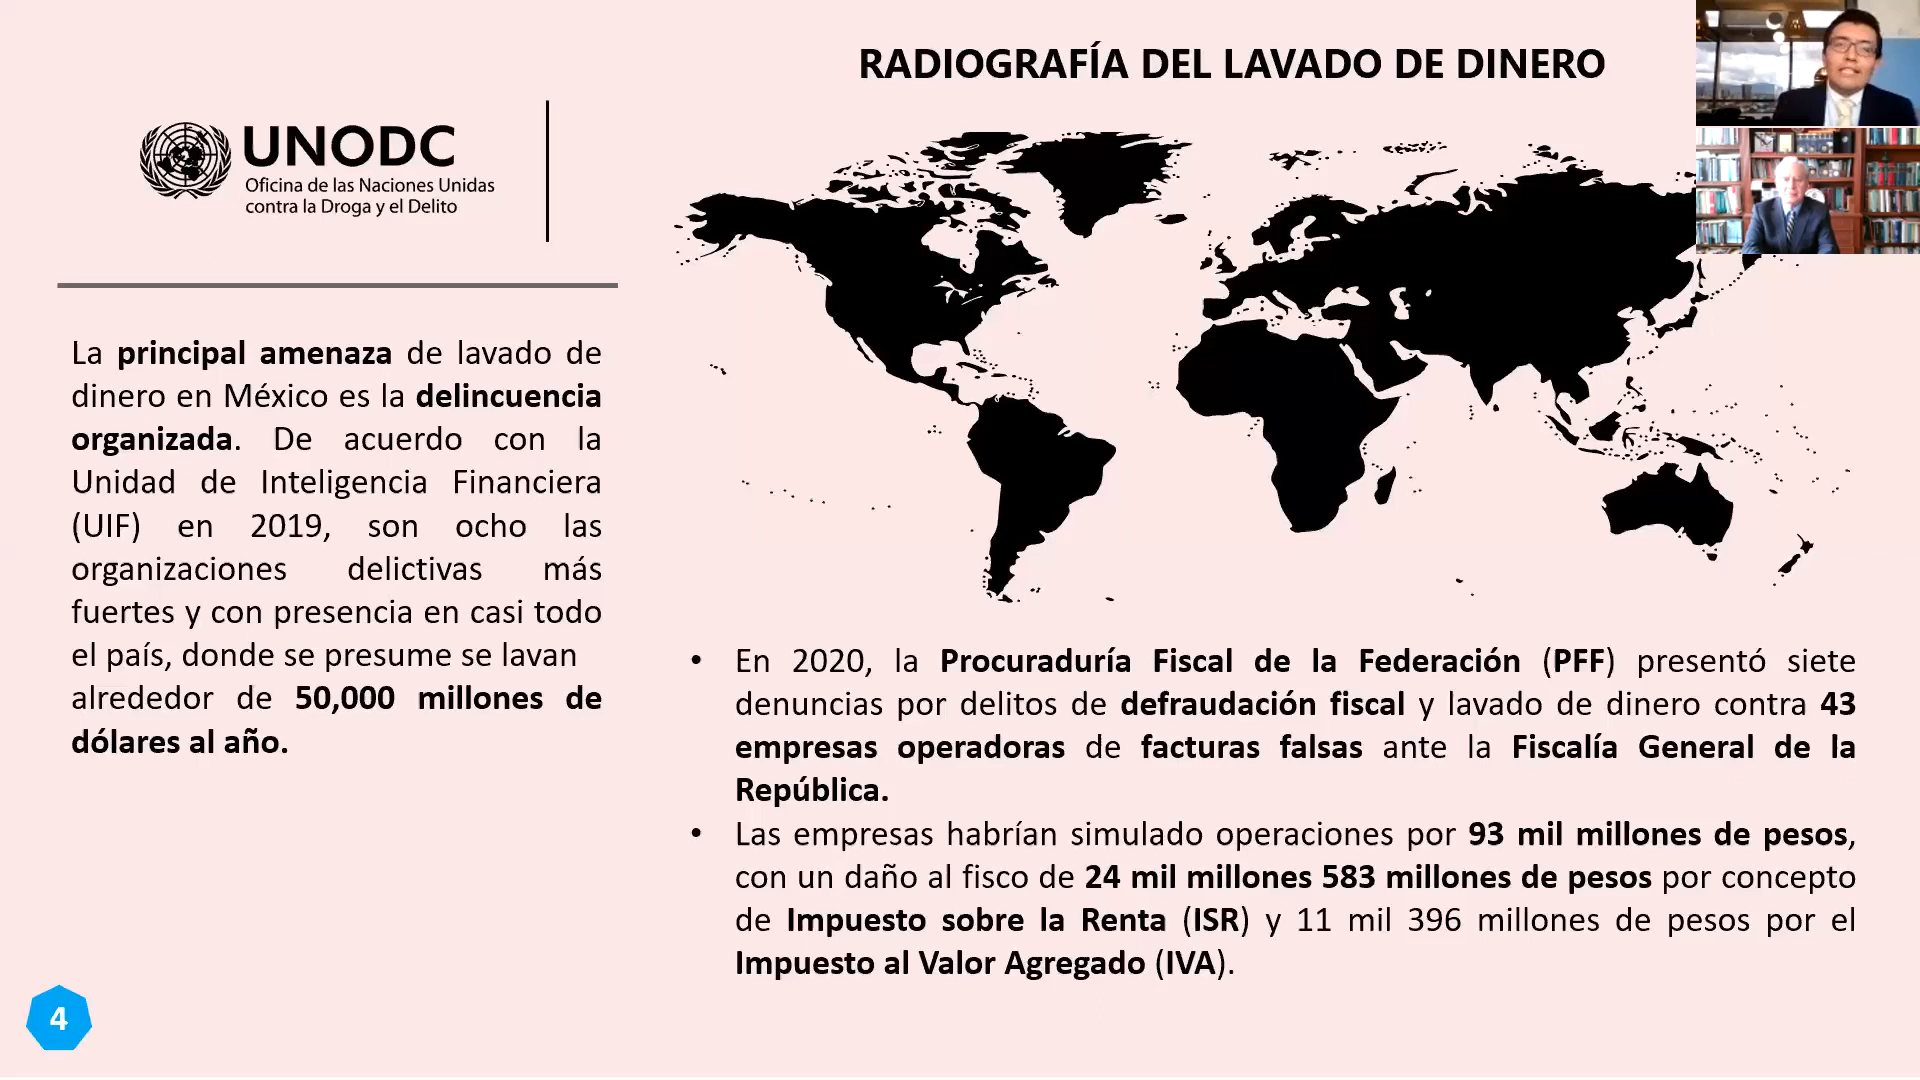 RADIOGRAFÍA DEL LAVADO DE DINERO
UNODC
Oficina de las Naciones Unidas
contra la Droga y el Delito
La principal amenaza de lavado de
dinero en México es la delincuencia
organizada. De acuerdo con la
Unidad de Inteligencia Financiera
(UIF) en 2019, son ocho las
organizaciones delictivas más
fuertes y con presencia en casi todo
el país, donde se presume se lavan
alrededor de 50,000 millones de
dólares al año.
• En 2020, la Procuraduría Fiscal de la Federación (PFF) presentó siete
denuncias por delitos de defraudación fiscal y lavado de dinero contra 43
empresas operadoras de facturas falsas ante la Fiscalía General de la
República.
• Las empresas habrían simulado operaciones por 93 mil millones de pesos,
con un daño al fisco de 24 mil millones 583 millones de pesos por concepto
de Impuesto sobre la Renta (ISR) y 11 mil 396 millones de pesos por el
Impuesto al Valor Agregado (IVA).
4